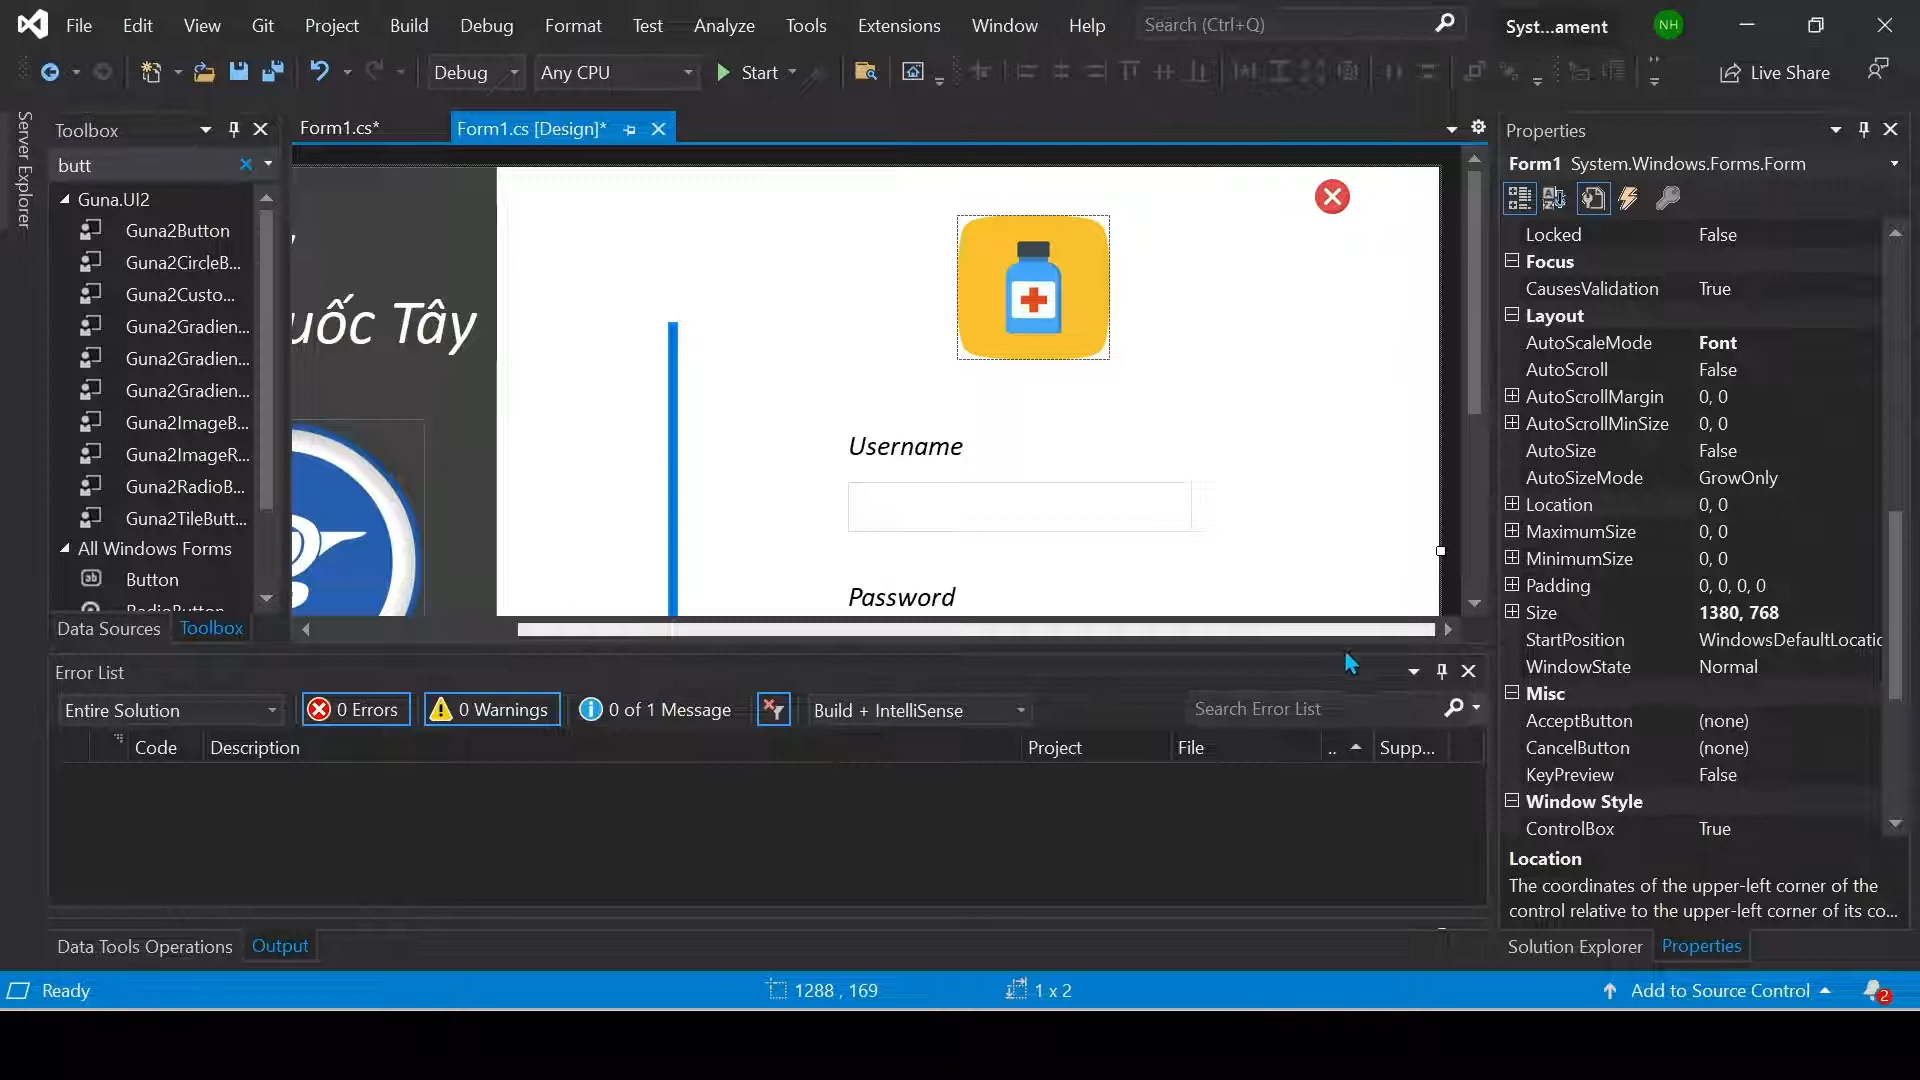 File Edit View Git Project Build Debug Format Test Analyze Tools Extensions Window Help Search (Ctrl+Q) Syst...ament NH
Debug Any CPU Start Live Share
Server Explorer
Toolbox
butt
Guna.UI2
Guna2Button
Guna2CircleB...
Guna2Custo...
Guna2Gradien...
Guna2Gradien...
Guna2Gradien...
Guna2ImageB...
Guna2ImageR...
Guna2RadioB...
Guna2TileButt...
All Windows Forms
Button
RadioButton
Data Sources Toolbox
Form1.cs* Form1.cs [Design]*
uốc Tây
Username
Password
Error List
Entire Solution 0 Errors 0 Warnings 0 of 1 Message Build + IntelliSense Search Error List
Code Description Project File .. Supp...
Data Tools Operations Output
Properties
Form1 System.Windows.Forms.Form
Locked False
Focus
CausesValidation True
Layout
AutoScaleMode Font
AutoScroll False
AutoScrollMargin 0, 0
AutoScrollMinSize 0, 0
AutoSize False
AutoSizeMode GrowOnly
Location 0, 0
MaximumSize 0, 0
MinimumSize 0, 0
Padding 0, 0, 0, 0
Size 1380, 768
StartPosition WindowsDefaultLocatio
WindowState Normal
Misc
AcceptButton (none)
CancelButton (none)
KeyPreview False
Window Style
ControlBox True
Location
The coordinates of the upper-left corner of the
control relative to the upper-left corner of its co...
Solution Explorer Properties
Ready 1288 , 169 1 x 2 Add to Source Control 2